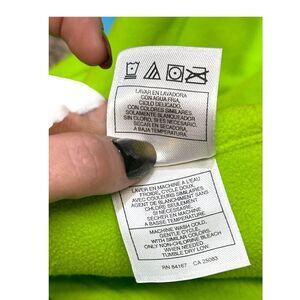 LAVAR EN LAVADORA
CON AGUA FRIA,
CICLO DELICADO,
CON COLORES SIMILARES.
SOLAMENTE BLANQUEADOR
SIN CLORO, SI ES NECESARIO.
SECAR EN SECADORA,
A BAJA TEMPERATURA.
LAVER EN MACHINE À L'EAU
FROIDE, CYCLE DOUX,
AVEC COULEURS SIMILAIRES.
AGENT DE BLANCHIMENT SANS
CHLORE SEULEMENT
SI NÉCESSAIRE.
SÉCHER EN MACHINE
A BASSE TEMPERATURE.
MACHINE WASH COLD,
GENTLE CYCLE,
WITH SIMILAR COLORS.
ONLY NON-CHLORINE BLEACH
WHEN NEEDED.
TUMBLE DRY LOW.
RN 84167 CA 25083